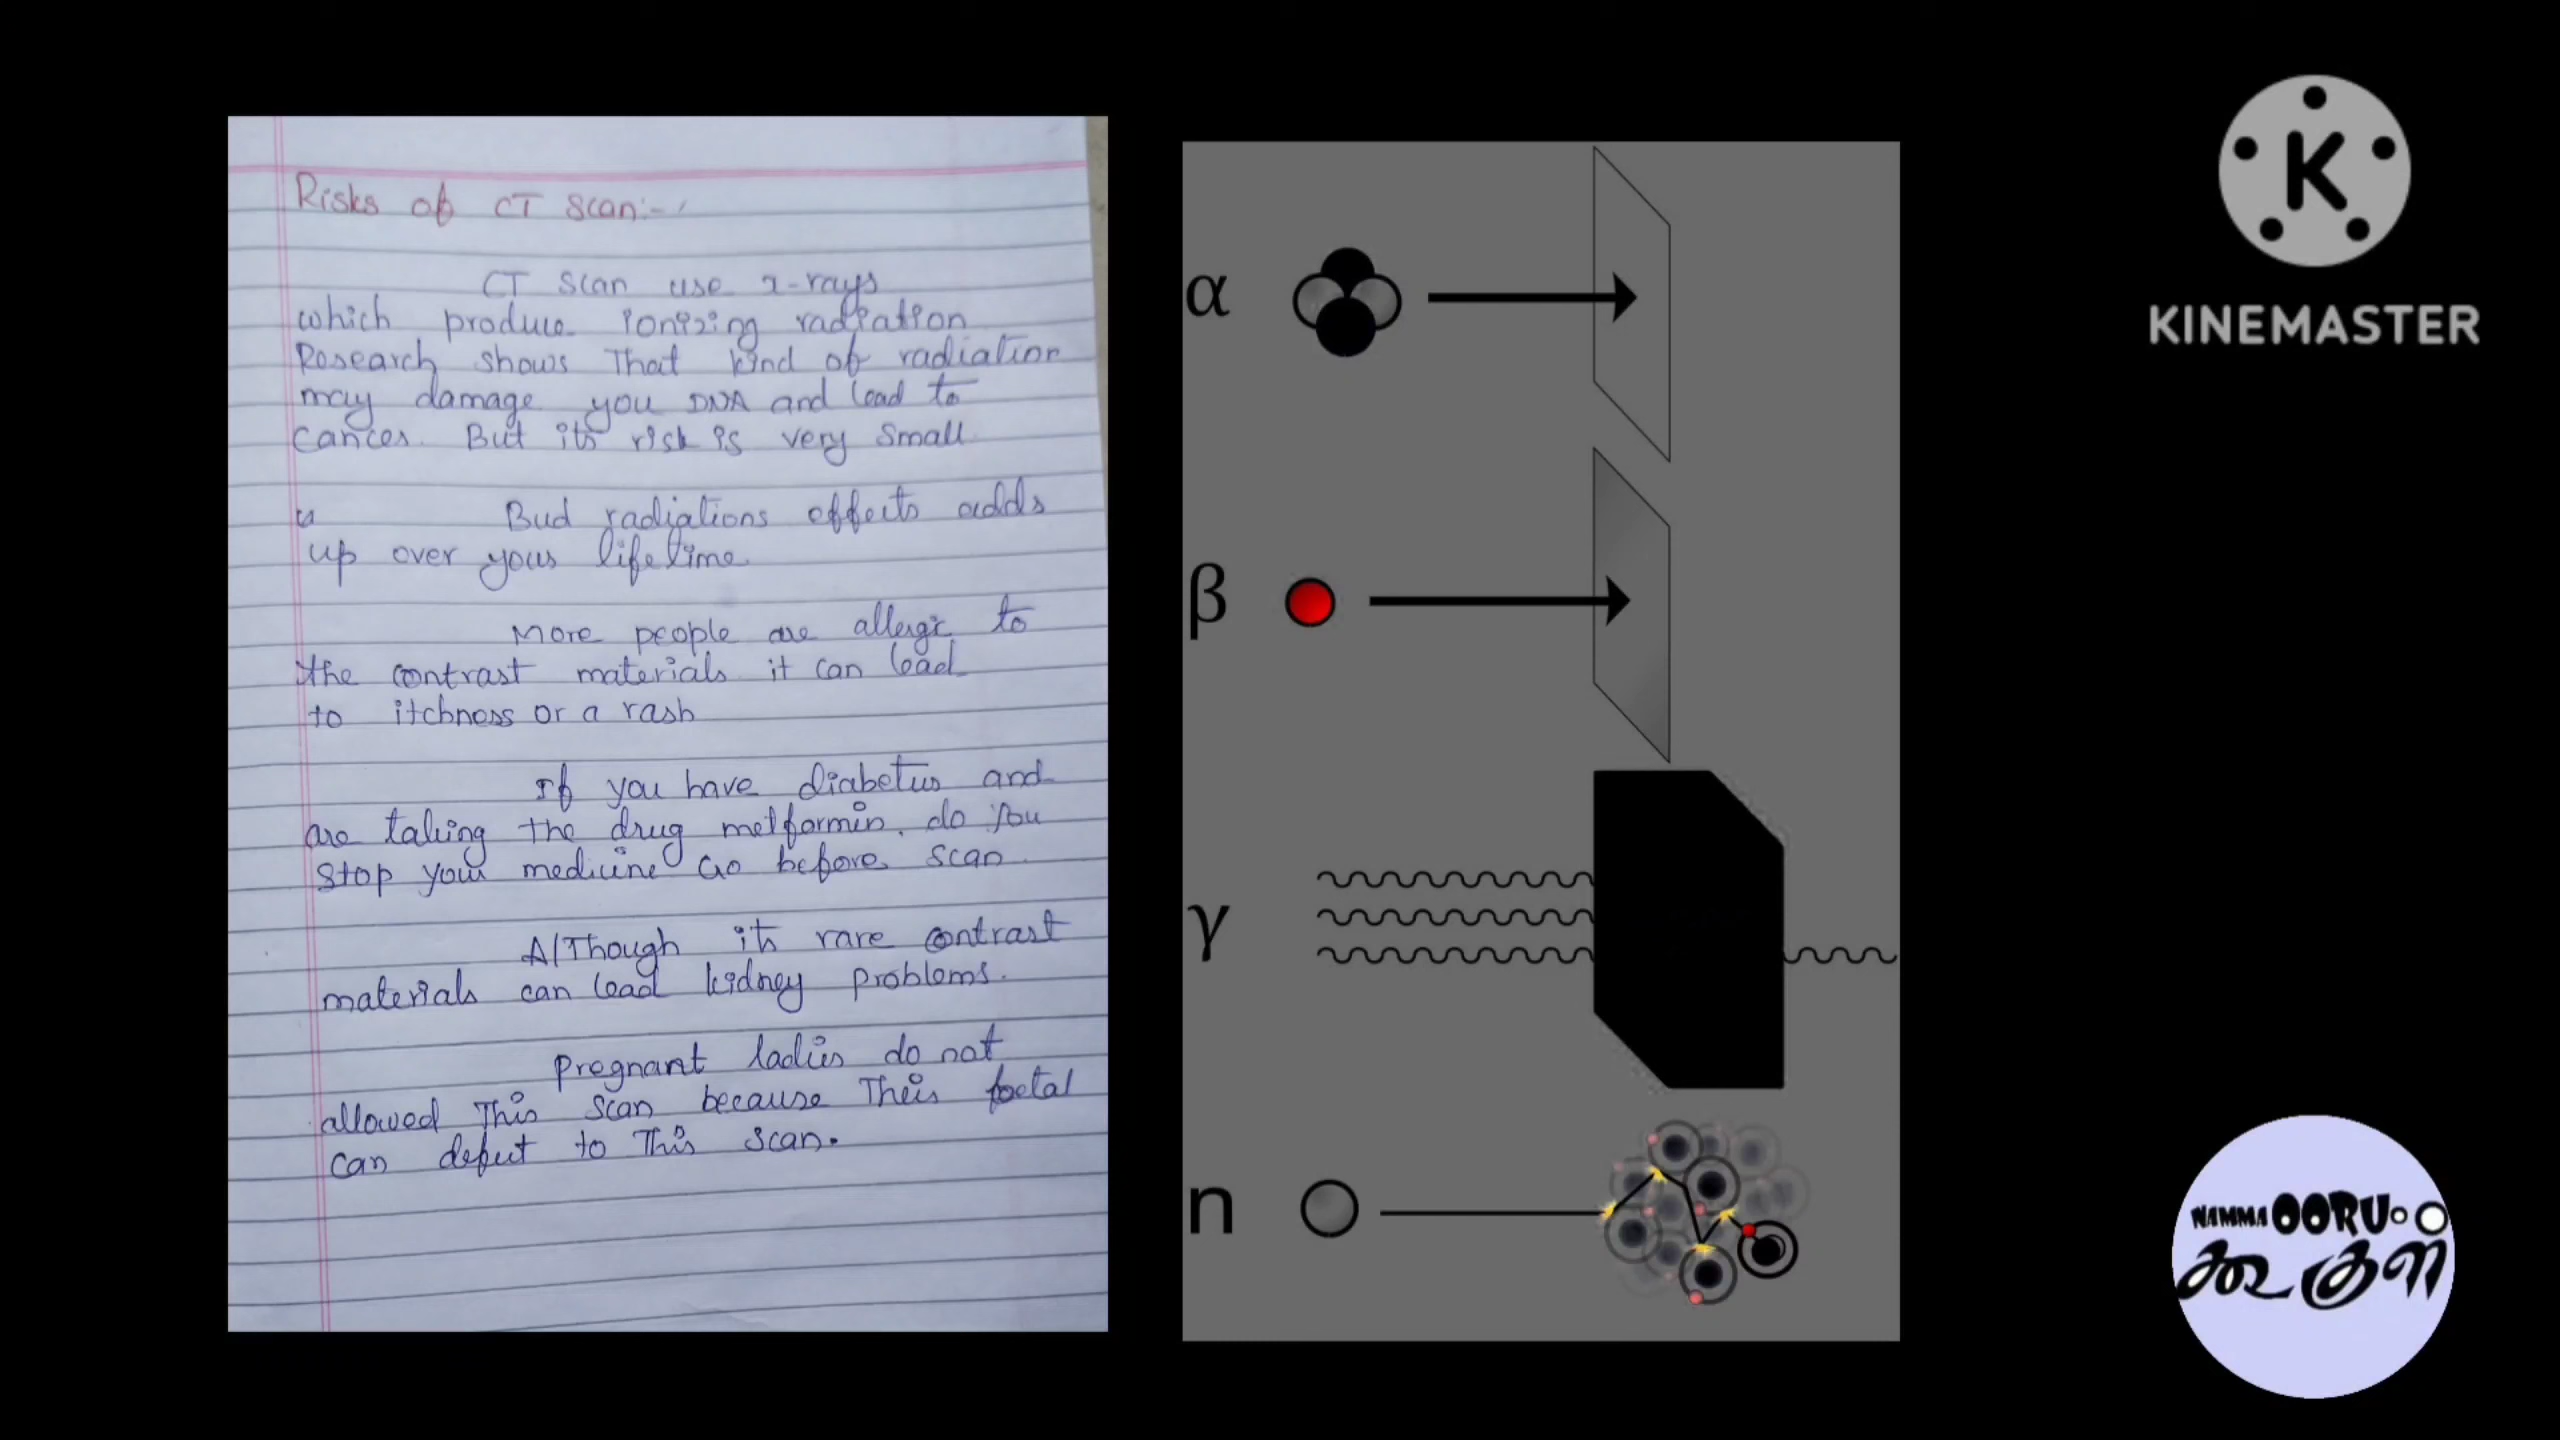 Risks of CT Scan:-
CT Scan use x-rays
which produce ionizing radiation
Research shows That kind of radiation
may damage you DNA and lead to
Cancer. But its risk is very small
Bud radiations effects adds
up over your lifetime
More people are allergic to
the contrast materials it can lead
to itchness or a rash
If you have diabetus and
are taking the drug metformin. do you
stop your medicine Go before scan
Although its rare contrast
materials can lead kidney problems.
Pregnant ladies do not
allowed This scan because Their foetal
can defect to This scan.
α
β
γ
n
K
KINEMASTER
NAMMA OORU
கூகுள்